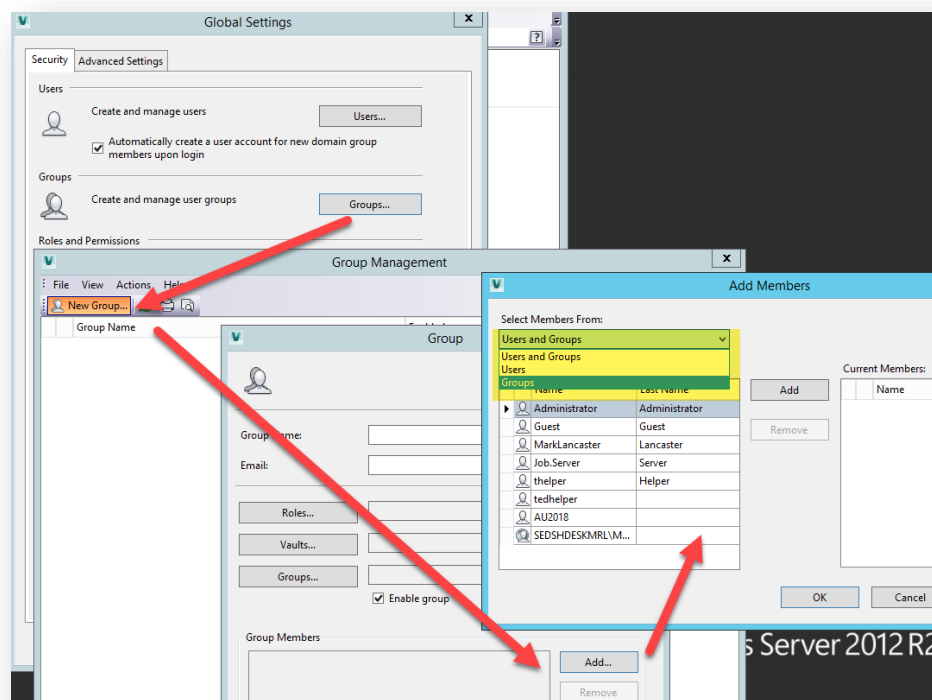 Global Settings
x
?
Security
Advanced Settings
Users
Create and manage users
Users...
Automatically create a user account for new domain group
members upon login
Groups
Create and manage user groups
Groups...
Roles and Permissions
Group Management
x
File View Actions Help
New Group...
Group Name
Group
Group Name:
Email:
Roles...
Vaults...
Groups...
Enable group
Group Members
Add...
Remove
Add Members
Select Members From:
Users and Groups
Users and Groups
Users
Groups
Name Last Name
Administrator Administrator
Guest Guest
MarkLancaster Lancaster
Job.Server Server
thelper Helper
tedhelper
AU2018
SEDSHDESKMRL\M...
Add
Remove
Current Members:
Name
OK
Cancel
s Server 2012 R2